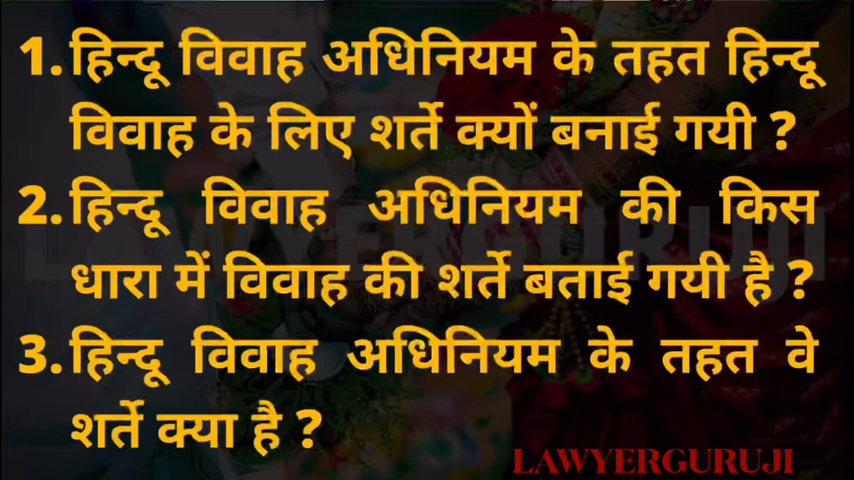 1. हिन्दू विवाह अधिनियम के तहत हिन्दू
विवाह के लिए शर्ते क्यों बनाई गयी ?
2. हिन्दू विवाह अधिनियम की किस
धारा में विवाह की शर्ते बताई गयी है ?
3. हिन्दू विवाह अधिनियम के तहत वे
शर्ते क्या है ?
LAWYERGURUJI
LAWYERGURUJI